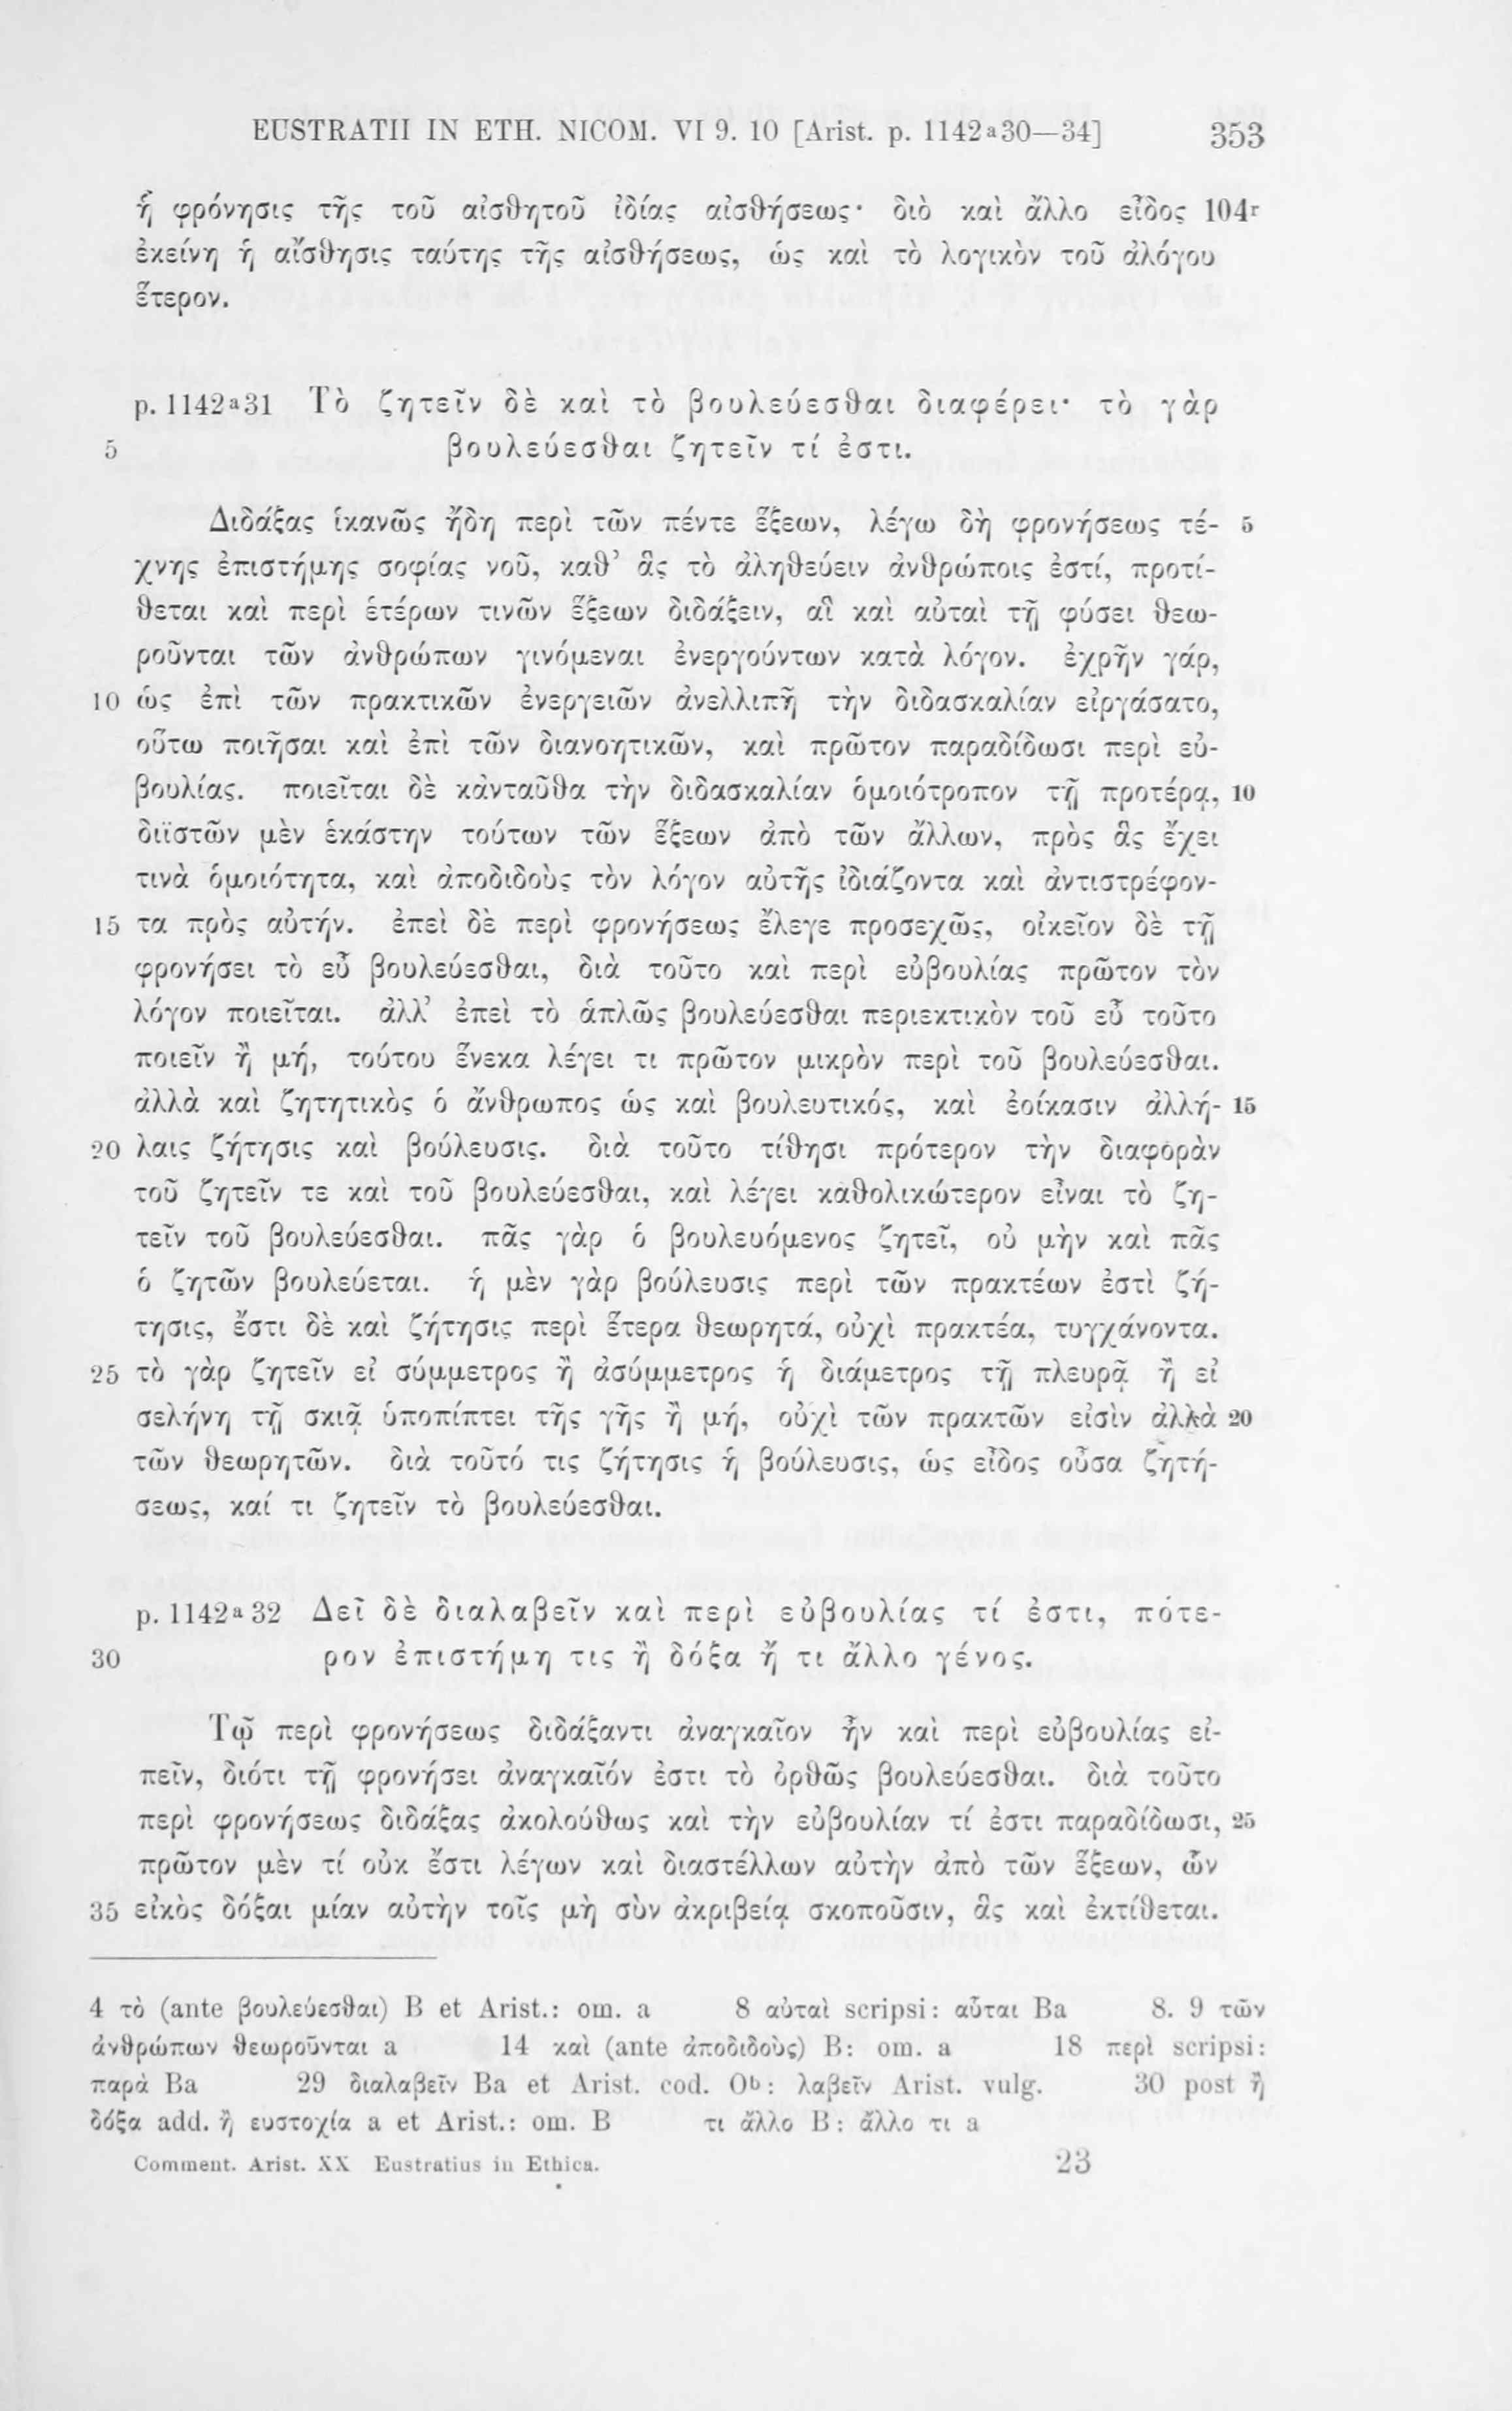 EUSTRATII IN ETH. NICOM. VI 9. 10 [Arist. p. 1142ᵃ30—34] 353
ἡ φρόνησις τῆς τοῦ αἰσθητοῦ ἰδίας αἰσθήσεως· διὸ καὶ ἄλλο εἶδος 104ʳ
ἐκείνη ἡ αἴσθησις ταύτης τῆς αἰσθήσεως, ὡς καὶ τὸ λογικὸν τοῦ ἀλόγου
ἕτερον.
p. 1142ᵃ31 Τὸ ζητεῖν δὲ καὶ τὸ βουλεύεσθαι διαφέρει· τὸ γὰρ
5 βουλεύεσθαι ζητεῖν τί ἐστι.
Διδάξας ἱκανῶς ἤδη περὶ τῶν πέντε ἕξεων, λέγω δὴ φρονήσεως τέ- 5
χνης ἐπιστήμης σοφίας νοῦ, καθ’ ἃς τὸ ἀληθεύειν ἀνθρώποις ἐστί, προτί-
θεται καὶ περὶ ἑτέρων τινῶν ἕξεων διδάξειν, αἳ καὶ αὐταὶ τῇ φύσει θεω-
ροῦνται τῶν ἀνθρώπων γινόμεναι ἐνεργούντων κατὰ λόγον. ἐχρῆν γάρ,
10 ὡς ἐπὶ τῶν πρακτικῶν ἐνεργειῶν ἀνελλιπῆ τὴν διδασκαλίαν εἰργάσατο,
οὕτω ποιῆσαι καὶ ἐπὶ τῶν διανοητικῶν, καὶ πρῶτον παραδίδωσι περὶ εὐ-
βουλίας. ποιεῖται δὲ κἀνταῦθα τὴν διδασκαλίαν ὁμοιότροπον τῇ προτέρᾳ, 10
διϊστῶν μὲν ἑκάστην τούτων τῶν ἕξεων ἀπὸ τῶν ἄλλων, πρὸς ἃς ἔχει
τινὰ ὁμοιότητα, καὶ ἀποδιδοὺς τὸν λόγον αὐτῆς ἰδιάζοντα καὶ ἀντιστρέφον-
15 τα πρὸς αὐτήν. ἐπεὶ δὲ περὶ φρονήσεως ἔλεγε προσεχῶς, οἰκεῖον δὲ τῇ
φρονήσει τὸ εὖ βουλεύεσθαι, διὰ τοῦτο καὶ περὶ εὐβουλίας πρῶτον τὸν
λόγον ποιεῖται. ἀλλ’ ἐπεὶ τὸ ἁπλῶς βουλεύεσθαι περιεκτικὸν τοῦ εὖ τοῦτο
ποιεῖν ἢ μή, τούτου ἕνεκα λέγει τι πρῶτον μικρὸν περὶ τοῦ βουλεύεσθαι.
ἀλλὰ καὶ ζητητικὸς ὁ ἄνθρωπος ὡς καὶ βουλευτικός, καὶ ἐοίκασιν ἀλλή- 15
20 λαις ζήτησις καὶ βούλευσις. διὰ τοῦτο τίθησι πρότερον τὴν διαφορὰν
τοῦ ζητεῖν τε καὶ τοῦ βουλεύεσθαι, καὶ λέγει καθολικώτερον εἶναι τὸ ζη-
τεῖν τοῦ βουλεύεσθαι. πᾶς γὰρ ὁ βουλευόμενος ζητεῖ, οὐ μὴν καὶ πᾶς
ὁ ζητῶν βουλεύεται. ἡ μὲν γὰρ βούλευσις περὶ τῶν πρακτέων ἐστὶ ζή-
τησις, ἔστι δὲ καὶ ζήτησις περὶ ἕτερα θεωρητά, οὐχὶ πρακτέα, τυγχάνοντα.
25 τὸ γὰρ ζητεῖν εἰ σύμμετρος ἢ ἀσύμμετρος ἡ διάμετρος τῇ πλευρᾷ ἢ εἰ
σελήνη τῇ σκιᾷ ὑποπίπτει τῆς γῆς ἢ μή, οὐχὶ τῶν πρακτῶν εἰσὶν ἀλλὰ 20
τῶν θεωρητῶν. διὰ τοῦτό τις ζήτησις ἡ βούλευσις, ὡς εἶδος οὖσα ζητή-
σεως, καί τι ζητεῖν τὸ βουλεύεσθαι.
p. 1142ᵃ32 Δεῖ δὲ διαλαβεῖν καὶ περὶ εὐβουλίας τί ἐστι, πότε-
30 ρον ἐπιστήμη τις ἢ δόξα ἤ τι ἄλλο γένος.
Τῷ περὶ φρονήσεως διδάξαντι ἀναγκαῖον ἦν καὶ περὶ εὐβουλίας εἰ-
πεῖν, διότι τῇ φρονήσει ἀναγκαῖόν ἐστι τὸ ὀρθῶς βουλεύεσθαι. διὰ τοῦτο
περὶ φρονήσεως διδάξας ἀκολούθως καὶ τὴν εὐβουλίαν τί ἐστι παραδίδωσι, 25
πρῶτον μὲν τί οὐκ ἔστι λέγων καὶ διαστέλλων αὐτὴν ἀπὸ τῶν ἕξεων, ὧν
35 εἰκὸς δόξαι μίαν αὐτὴν τοῖς μὴ σὺν ἀκριβείᾳ σκοποῦσιν, ἃς καὶ ἐκτίθεται.
4 τὸ (ante βουλεύεσθαι) B et Arist.: om. a 8 αὐταὶ scripsi: αὗται Ba 8. 9 τῶν
ἀνθρώπων θεωροῦνται a 14 καὶ (ante ἀποδιδοὺς) B: om. a 18 περὶ scripsi:
παρὰ Ba 29 διαλαβεῖν Ba et Arist. cod. Oᵇ: λαβεῖν Arist. vulg. 30 post ἢ
δόξα add. ἢ ευστοχία a et Arist.: om. B τι ἄλλο B: ἄλλο τι a
Comment. Arist. XX Eustratius in Ethica. 23